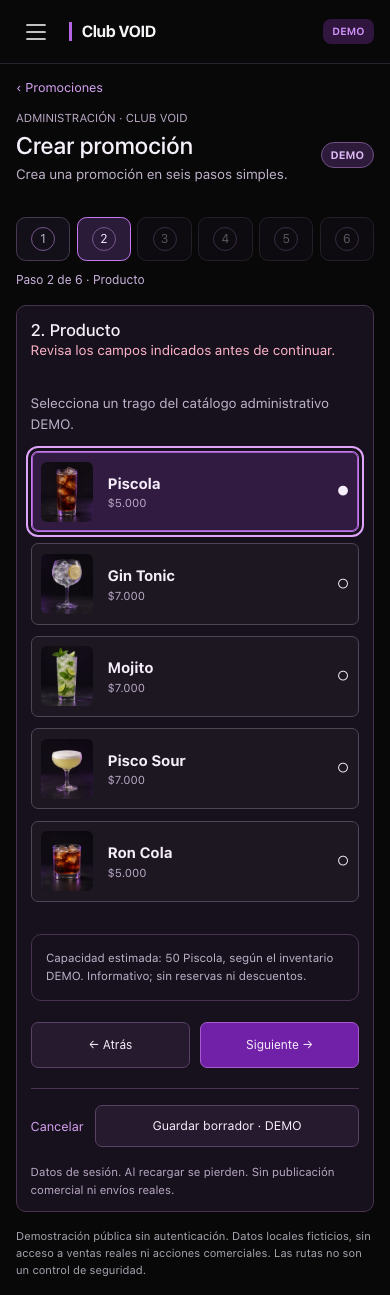 Club VOID
DEMO
‹ Promociones
ADMINISTRACIÓN · CLUB VOID
Crear promoción
DEMO
Crea una promoción en seis pasos simples.
1
2
3
4
5
6
Paso 2 de 6 · Producto
2. Producto
Revisa los campos indicados antes de continuar.
Selecciona un trago del catálogo administrativo
DEMO.
Piscola
$5.000
Gin Tonic
$7.000
Mojito
$7.000
Pisco Sour
$7.000
Ron Cola
$5.000
Capacidad estimada: 50 Piscola, según el inventario
DEMO. Informativo; sin reservas ni descuentos.
← Atrás
Siguiente →
Cancelar
Guardar borrador · DEMO
Datos de sesión. Al recargar se pierden. Sin publicación
comercial ni envíos reales.
Demostración pública sin autenticación. Datos locales ficticios, sin
acceso a ventas reales ni acciones comerciales. Las rutas no son
un control de seguridad.